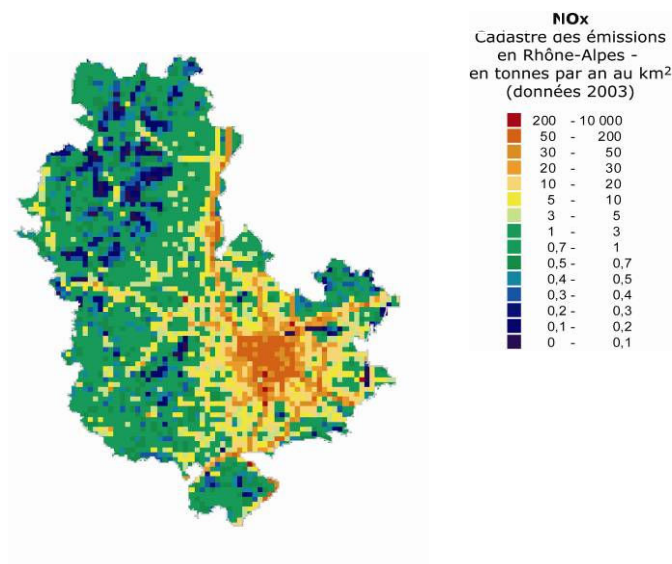 NOx
Cadastre des émissions
en Rhône-Alpes -
en tonnes par an au km²
(données 2003)
200 - 10 000
50 - 200
30 - 50
20 - 30
10 - 20
5 - 10
3 - 5
1 - 3
0,7 - 1
0,5 - 0,7
0,4 - 0,5
0,3 - 0,4
0,2 - 0,3
0,1 - 0,2
0 - 0,1